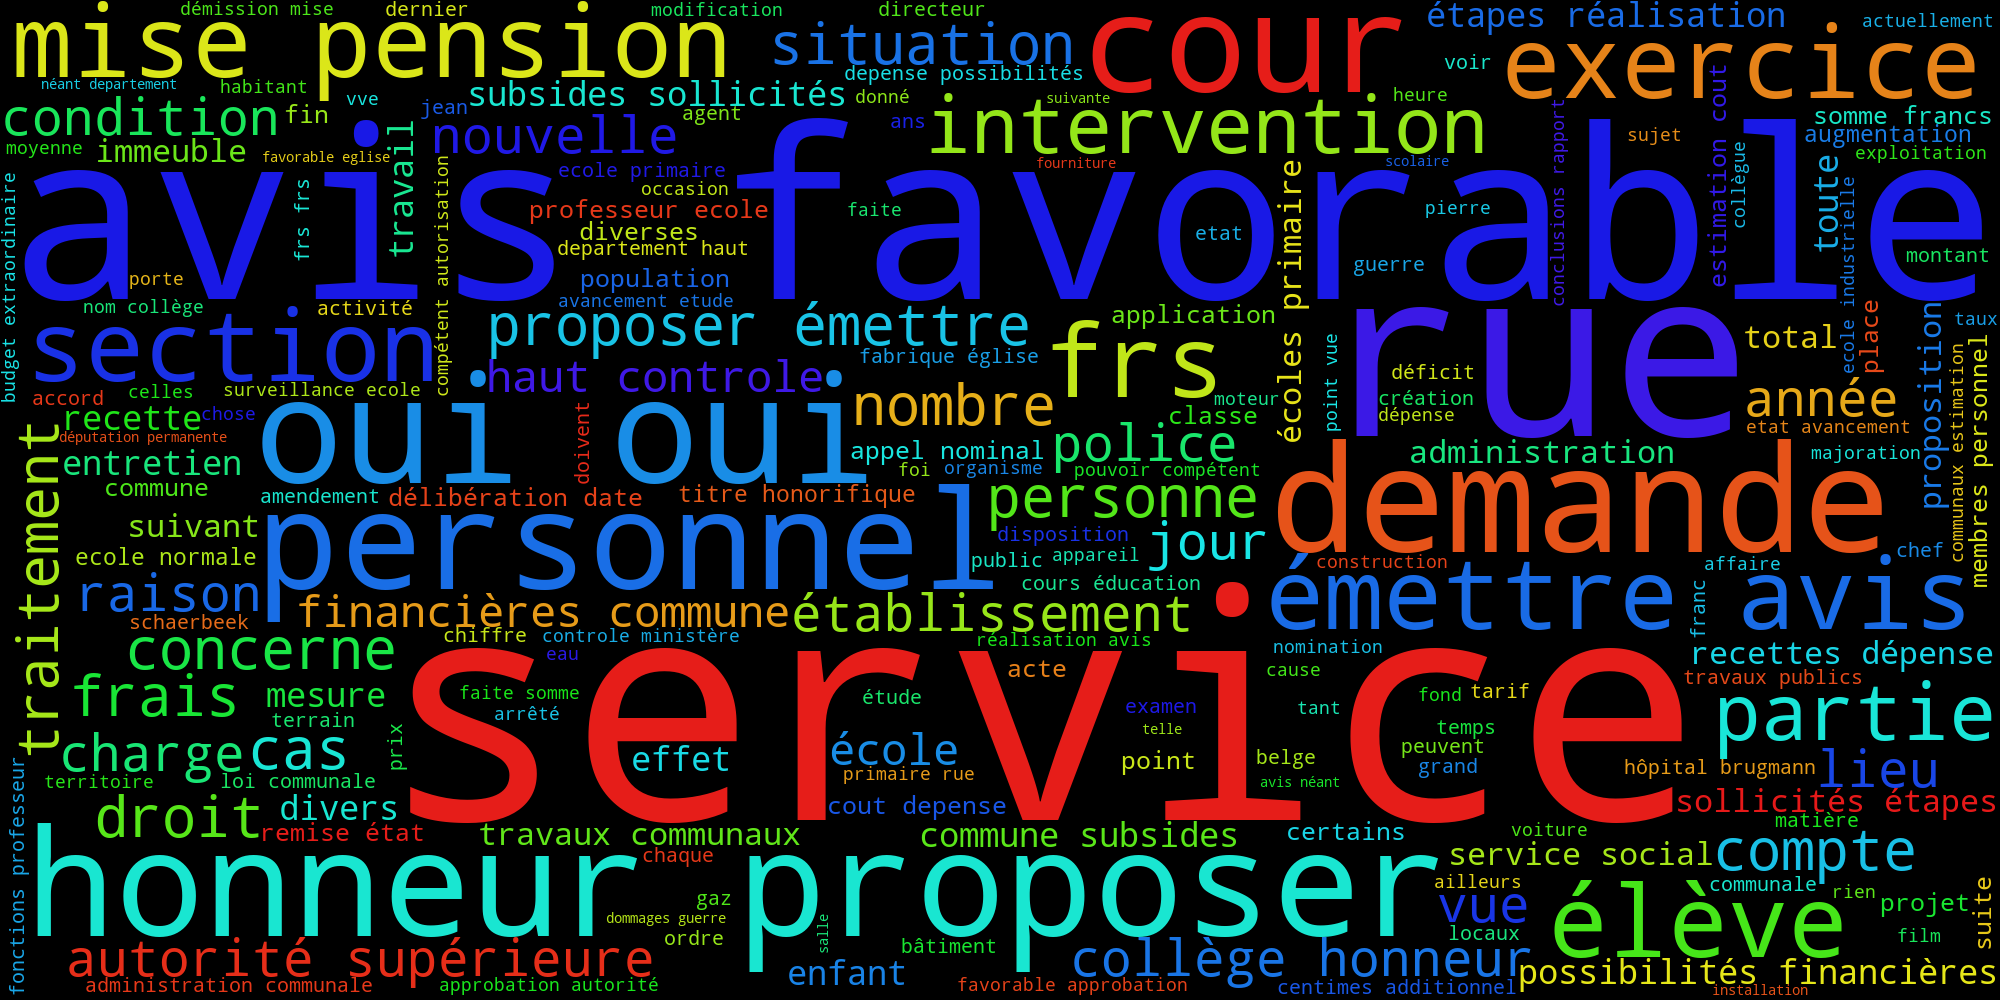 démission mise
dernier
modification
directeur
étapes réalisation
actuellement
mise pension
situation
cour
exercice
voir
néant departement
habitant
vve
depense possibilités
subsides sollicités
donné
suivante
heure
condition
fin
jean
agent
ans
intervention
somme francs
augmentation
sujet
nouvelle
moyenne
immeuble
favorable eglise
travail
compétent autorisation
ecole primaire
fourniture
scolaire
conclusions rapport
estimation cout
collègue
toute
exploitation
budget extraordinaire
frs frs
avis favorable
occasion
professeur ecole
faite
diverses
departement haut
écoles primaire
pierre
etat
guerre
ecole industrielle
montant
porte
population
avancement etude
nom collège
activité
section
proposer émettre
application
frs
rue
total
place
proposition
taux
haut controle
fabrique église
point vue
déficit
accord
celles
surveillance ecole
recette
chose
députation permanente
oui oui
doivent
nombre
moteur
classe
création
dépense
année
etat avancement
communaux estimation
membres personnel
traitement
entretien
appel nominal
police
administration
majoration
foi
organisme
pouvoir compétent
commune
amendement
délibération date
titre honorifique
personne
demande
suivant
personnel
disposition
jour
ecole normale
public
appareil
construction
affaire
chef
raison
cours éducation
émettre avis
franc
schaerbeek
financières commune
établissement
chiffre
controle ministère
réalisation avis
nomination
concerne
eau
service
acte
cause
recettes dépense
travaux publics
frais
mesure
faite somme
étude
examen
tant
fond
tarif
partie
terrain
arrêté
telle
temps
charge
cas
prix
effet
école
point
belge
peuvent
grand
hôpital brugmann
lieu
territoire
loi communale
primaire rue
avis néant
fonctions professeur
droit
divers
cout depense
sollicités étapes
remise état
travaux communaux
commune subsides
certains
voiture
matière
honneur proposer
chaque
service social
compte
ailleurs
communale
rien
projet
gaz
dommages guerre
ordre
salle
vue
élève
suite
locaux
film
autorité supérieure
bâtiment
collège honneur
enfant
possibilités financières
administration communale
approbation autorité
favorable approbation
centimes additionnel
installation